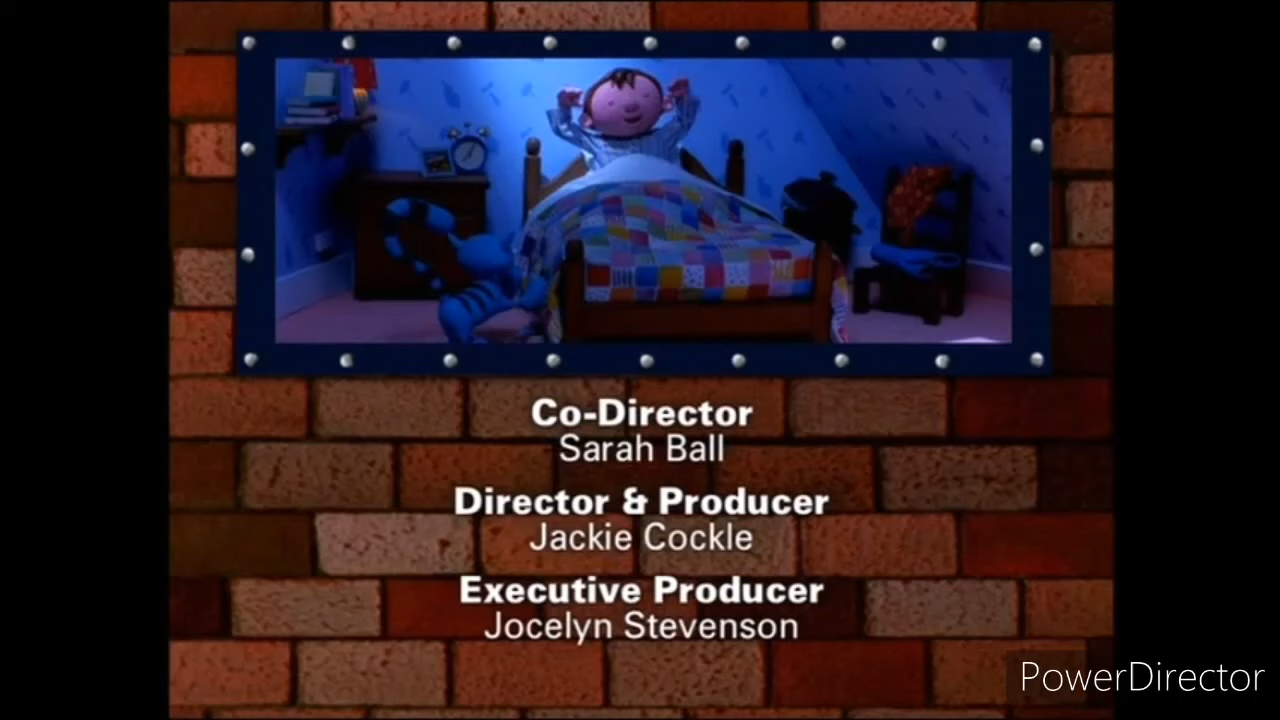 Co-Director
Sarah Ball
Director & Producer
Jackie Cockle
Executive Producer
Jocelyn Stevenson
PowerDirector